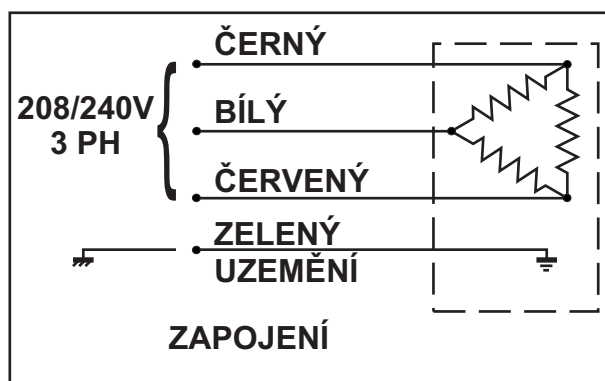 ČERNÝ
208/240V
3 PH
BÍLÝ
ČERVENÝ
ZELENÝ
UZEMĚNÍ
ZAPOJENÍ